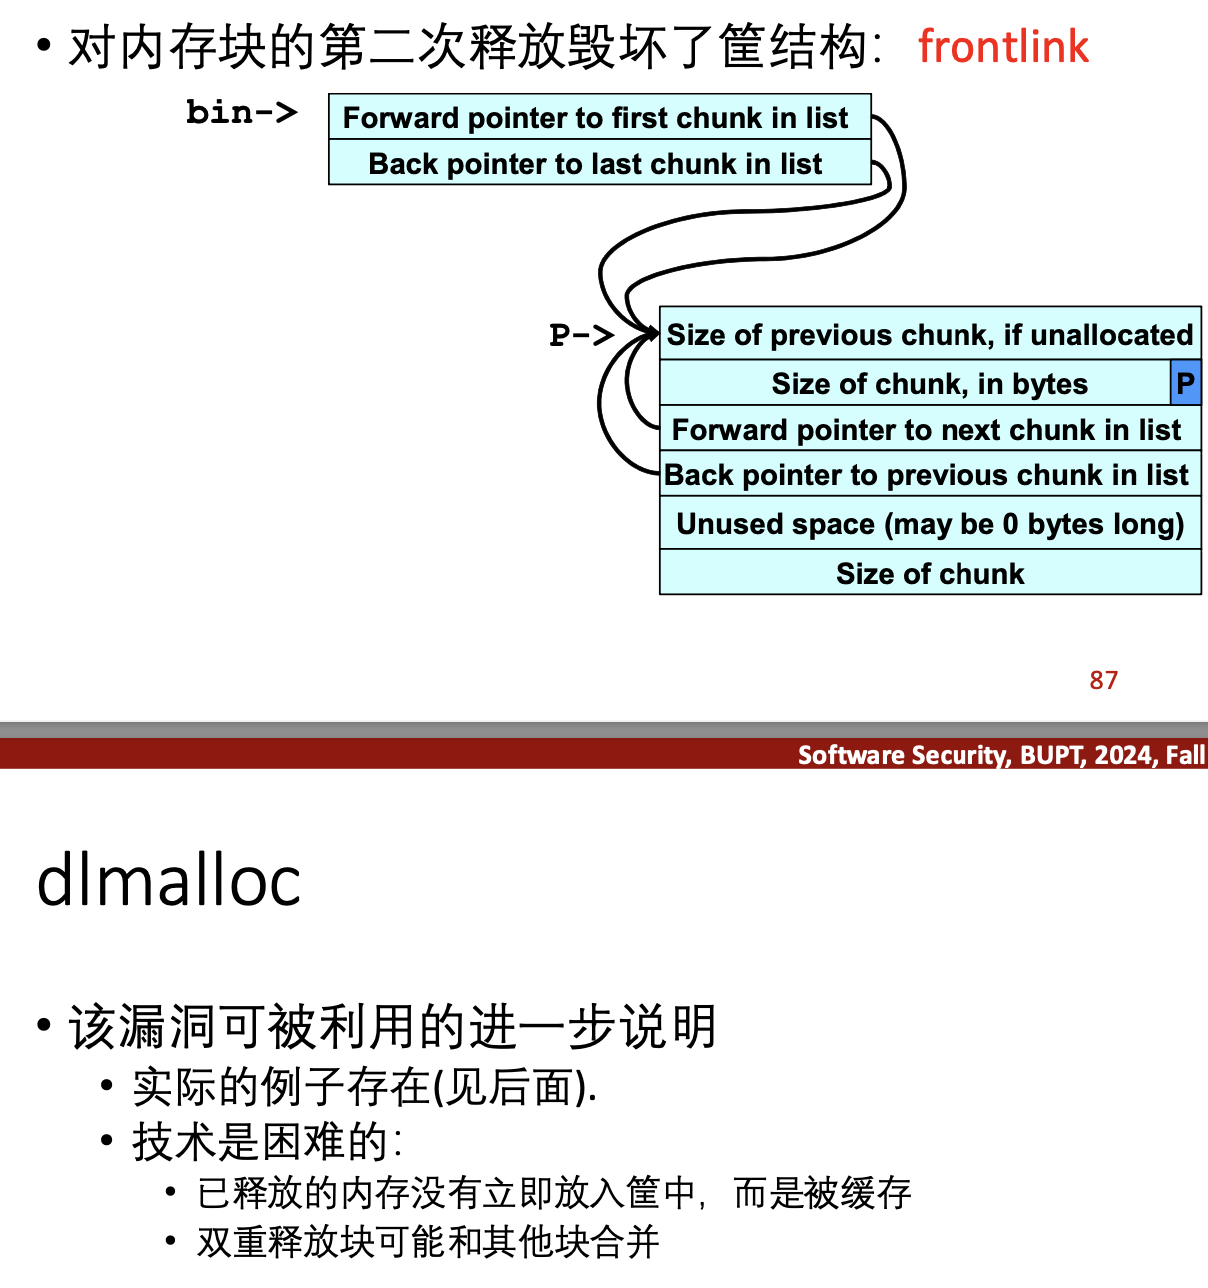 • 对内存块的第二次释放毁坏了筐结构: frontlink
bin->
Forward pointer to first chunk in list
Back pointer to last chunk in list
P->
Size of previous chunk, if unallocated
Size of chunk, in bytes P
Forward pointer to next chunk in list
Back pointer to previous chunk in list
Unused space (may be 0 bytes long)
Size of chunk
87
Software Security, BUPT, 2024, Fall
dlmalloc
• 该漏洞可被利用的进一步说明
• 实际的例子存在(见后面).
• 技术是困难的:
• 已释放的内存没有立即放入筐中，而是被缓存
• 双重释放块可能和其他块合并